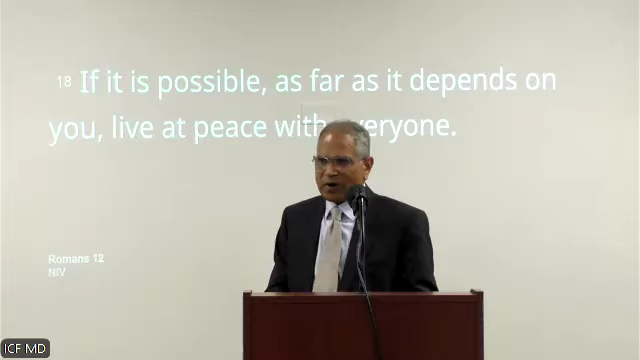 18 If it is possible, as far as it depends on
you, live at peace with everyone.
Romans 12
NIV
ICF MD